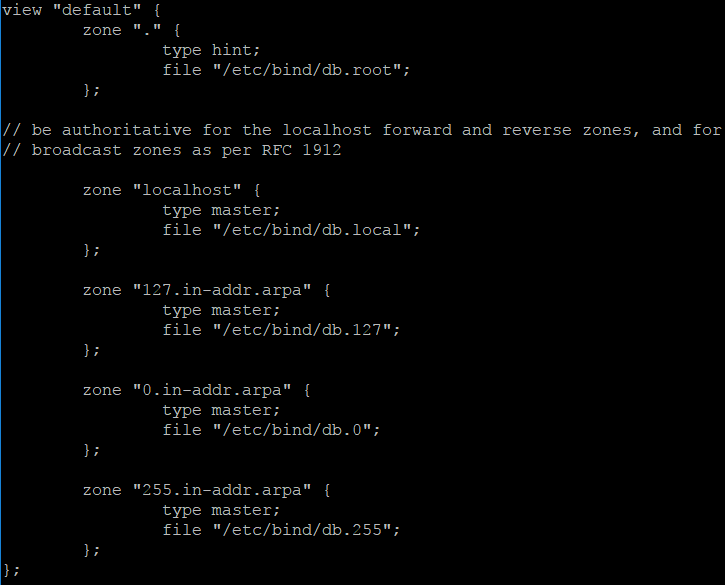 view "default" {
zone "." {
type hint;
file "/etc/bind/db.root";
};
// be authoritative for the localhost forward and reverse zones, and for
// broadcast zones as per RFC 1912
zone "localhost" {
type master;
file "/etc/bind/db.local";
};
zone "127.in-addr.arpa" {
type master;
file "/etc/bind/db.127";
};
zone "0.in-addr.arpa" {
type master;
file "/etc/bind/db.0";
};
zone "255.in-addr.arpa" {
type master;
file "/etc/bind/db.255";
};
};